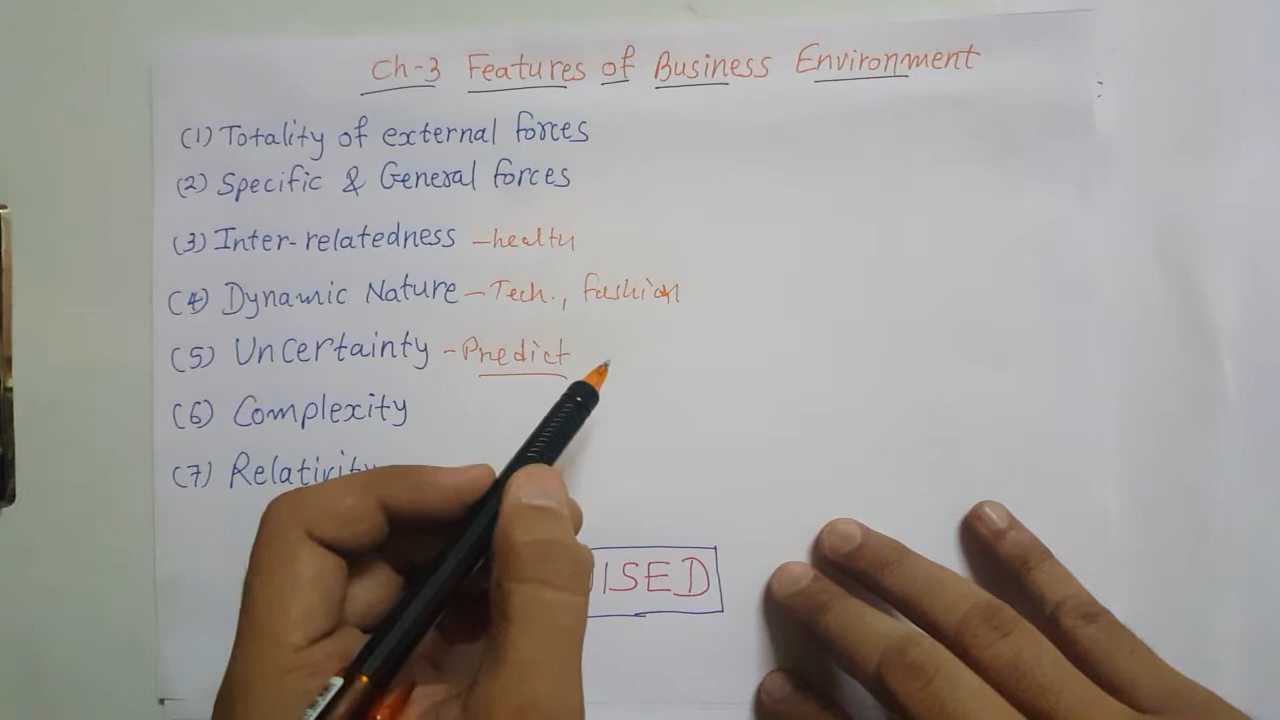 Ch-3 Features of Business Environment
(1) Totality of external forces
(2) Specific & General forces
(3) Inter-relatedness - health
(4) Dynamic Nature - Tech., fashion
(5) Uncertainty - Predict
(6) Complexity
(7) Relativity